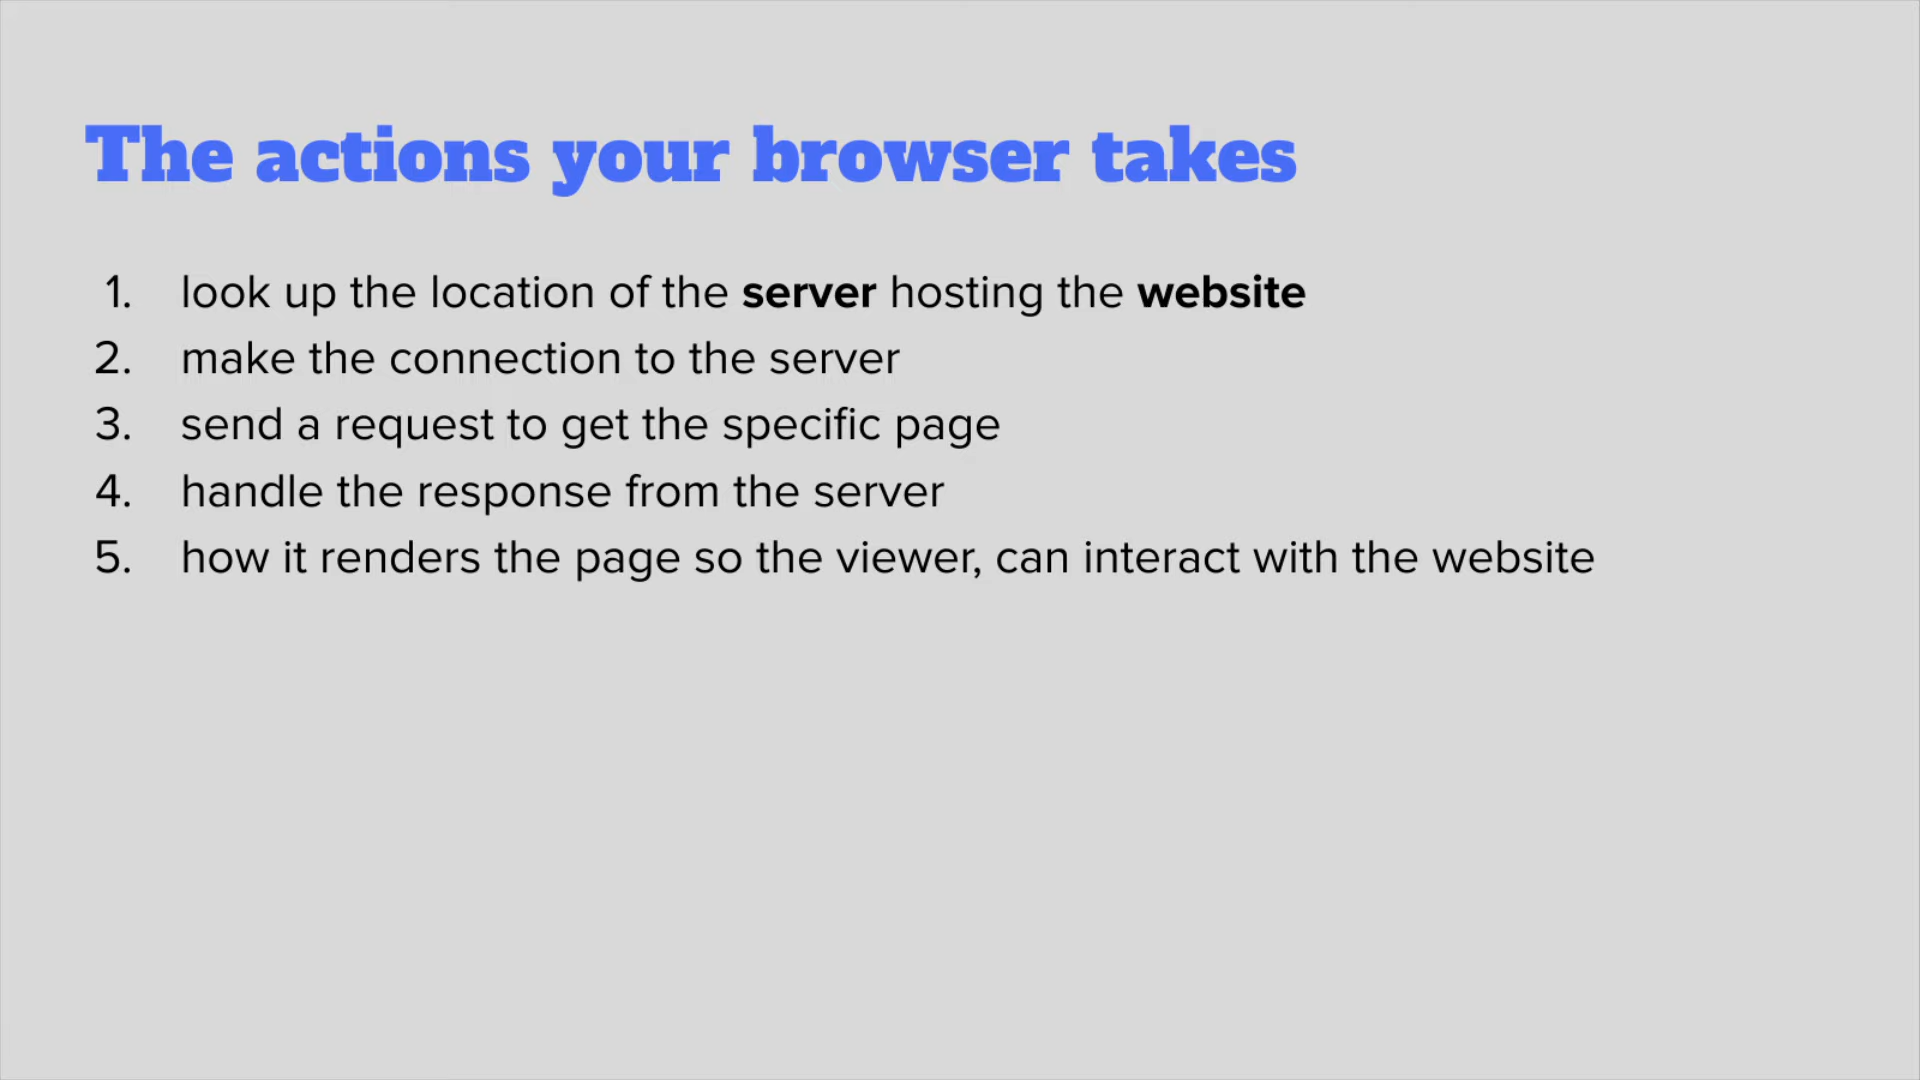 The actions your browser takes
1. look up the location of the server hosting the website
2. make the connection to the server
3. send a request to get the specific page
4. handle the response from the server
5. how it renders the page so the viewer, can interact with the website